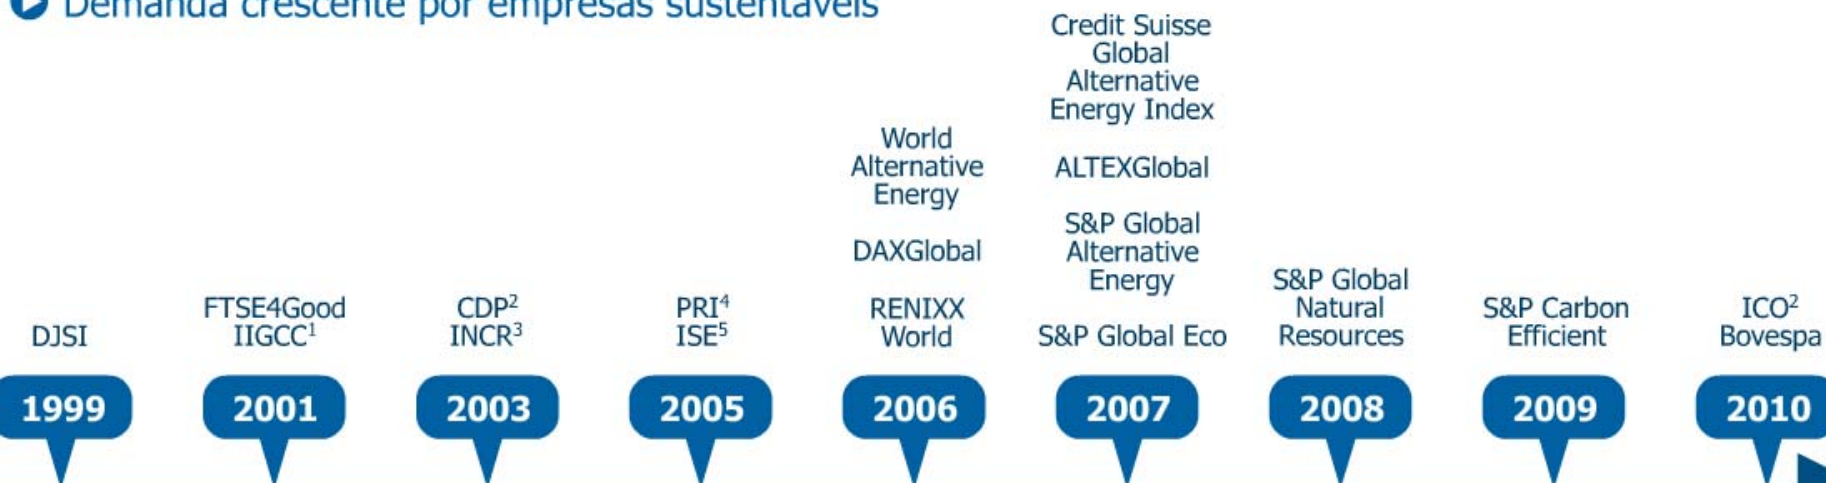 Demanda crescente por empresas sustentáveis
Credit Suisse
Global
Alternative
Energy Index
World
Alternative
Energy
ALTEXGlobal
S&P Global
Alternative
Energy
DAXGlobal
S&P Global
Natural
Resources
DJSI
FTSE4Good
IIGCC¹
CDP²
INCR³
PRI⁴
ISE⁵
RENIXX
World
S&P Global Eco
S&P Carbon
Efficient
ICO²
Bovespa
1999
2001
2003
2005
2006
2007
2008
2009
2010